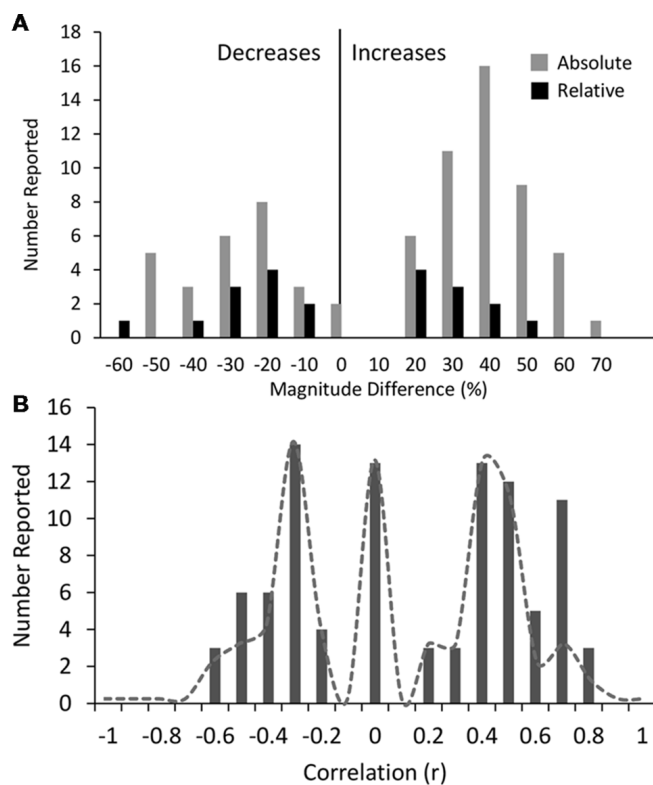 A
Decreases Increases
Absolute
Relative
Number Reported
18
16
14
12
10
8
6
4
2
0
-60 -50 -40 -30 -20 -10 0 10 20 30 40 50 60 70
Magnitude Difference (%)
B
Number Reported
16
14
12
10
8
6
4
2
0
-1 -0.8 -0.6 -0.4 -0.2 0 0.2 0.4 0.6 0.8 1
Correlation (r)